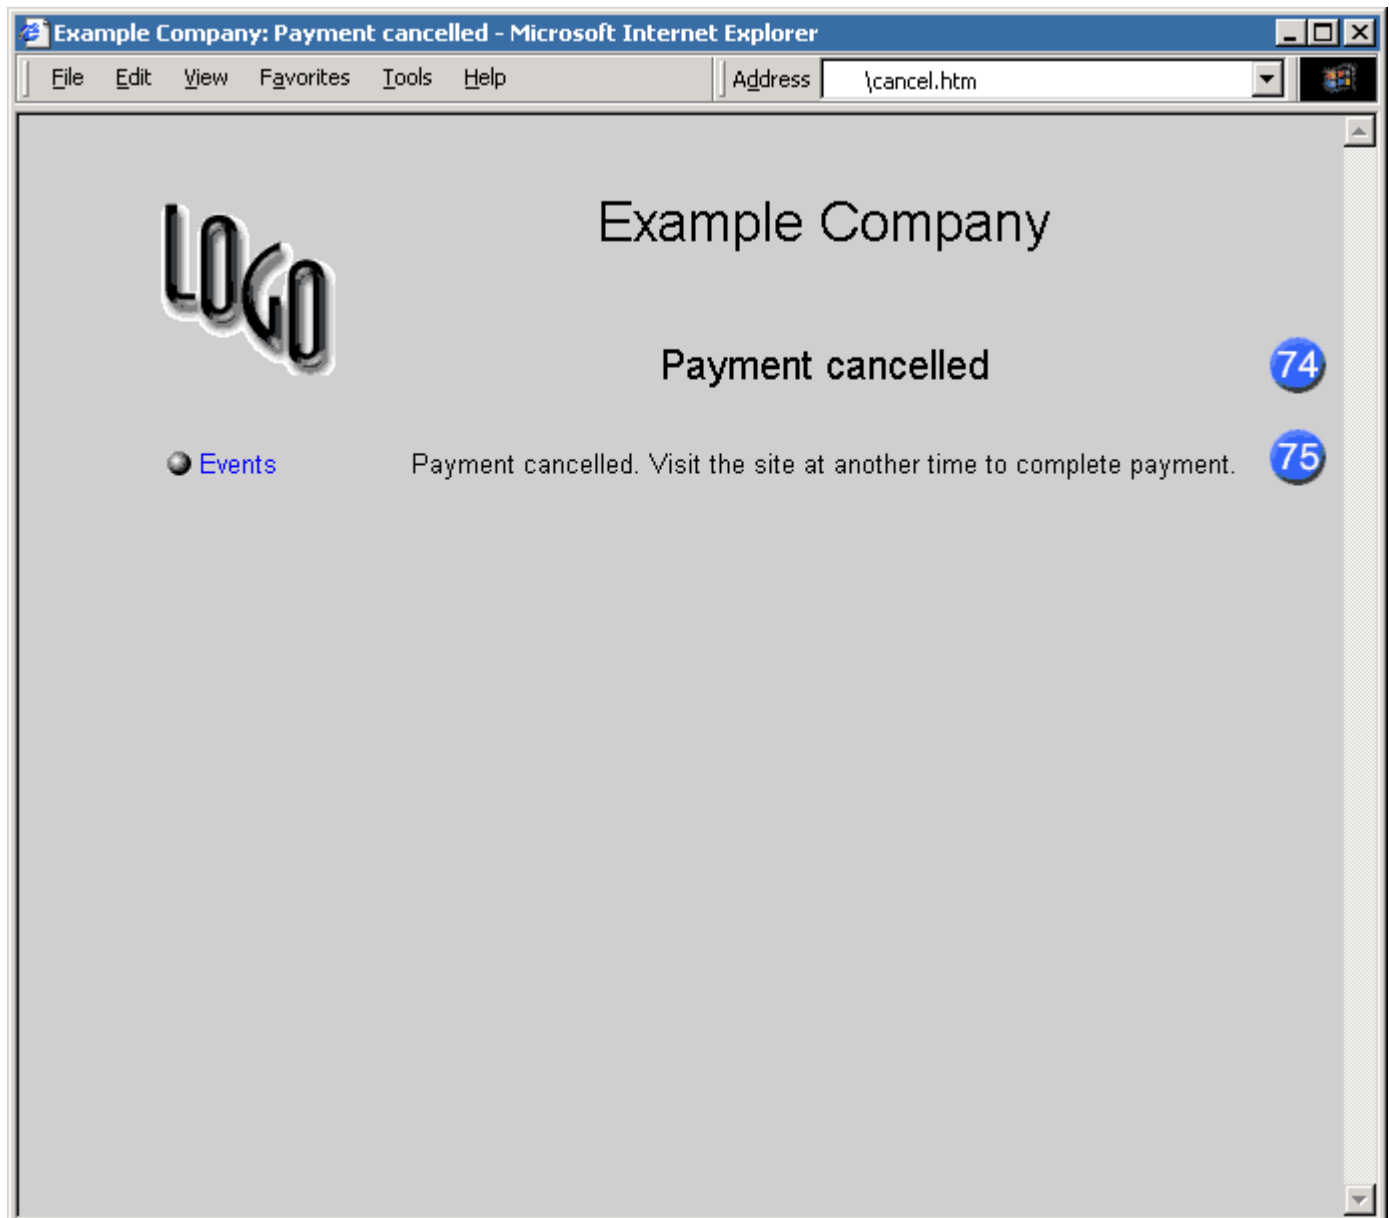 Example Company: Payment cancelled - Microsoft Internet Explorer
File Edit View Favorites Tools Help Address \cancel.htm
LOGO
Example Company
Payment cancelled 74
Events Payment cancelled. Visit the site at another time to complete payment. 75